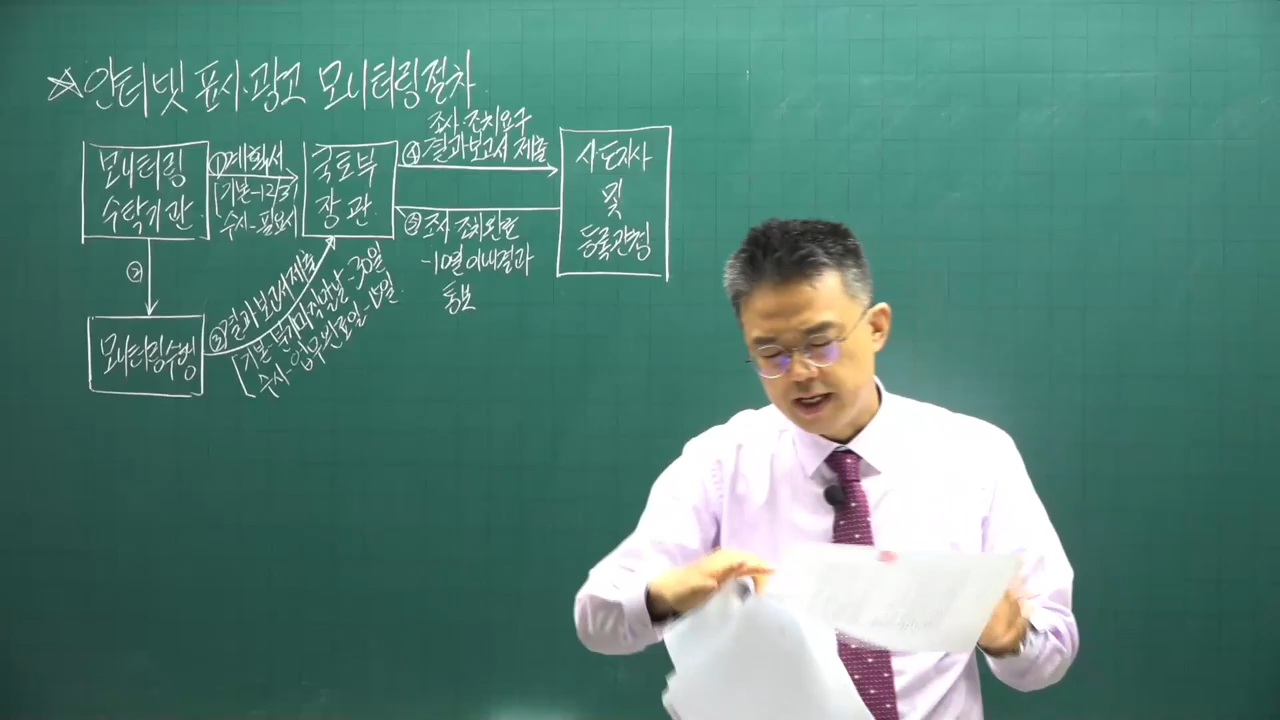 ☆인터넷 표시·광고 모니터링절차
모니터링
수탁기관
①계획서
[기본-12/31
수시-필요시
국토부
장관
조사·조치요구
④결과보고서 제출
시·도지사
및
등록관청
⑤조사 조치완료
-10일 이내 결과
통보
②
모니터링수행
③결과보고서제출
[기본-분기마지막날-30일
수시-업무완료일-15일